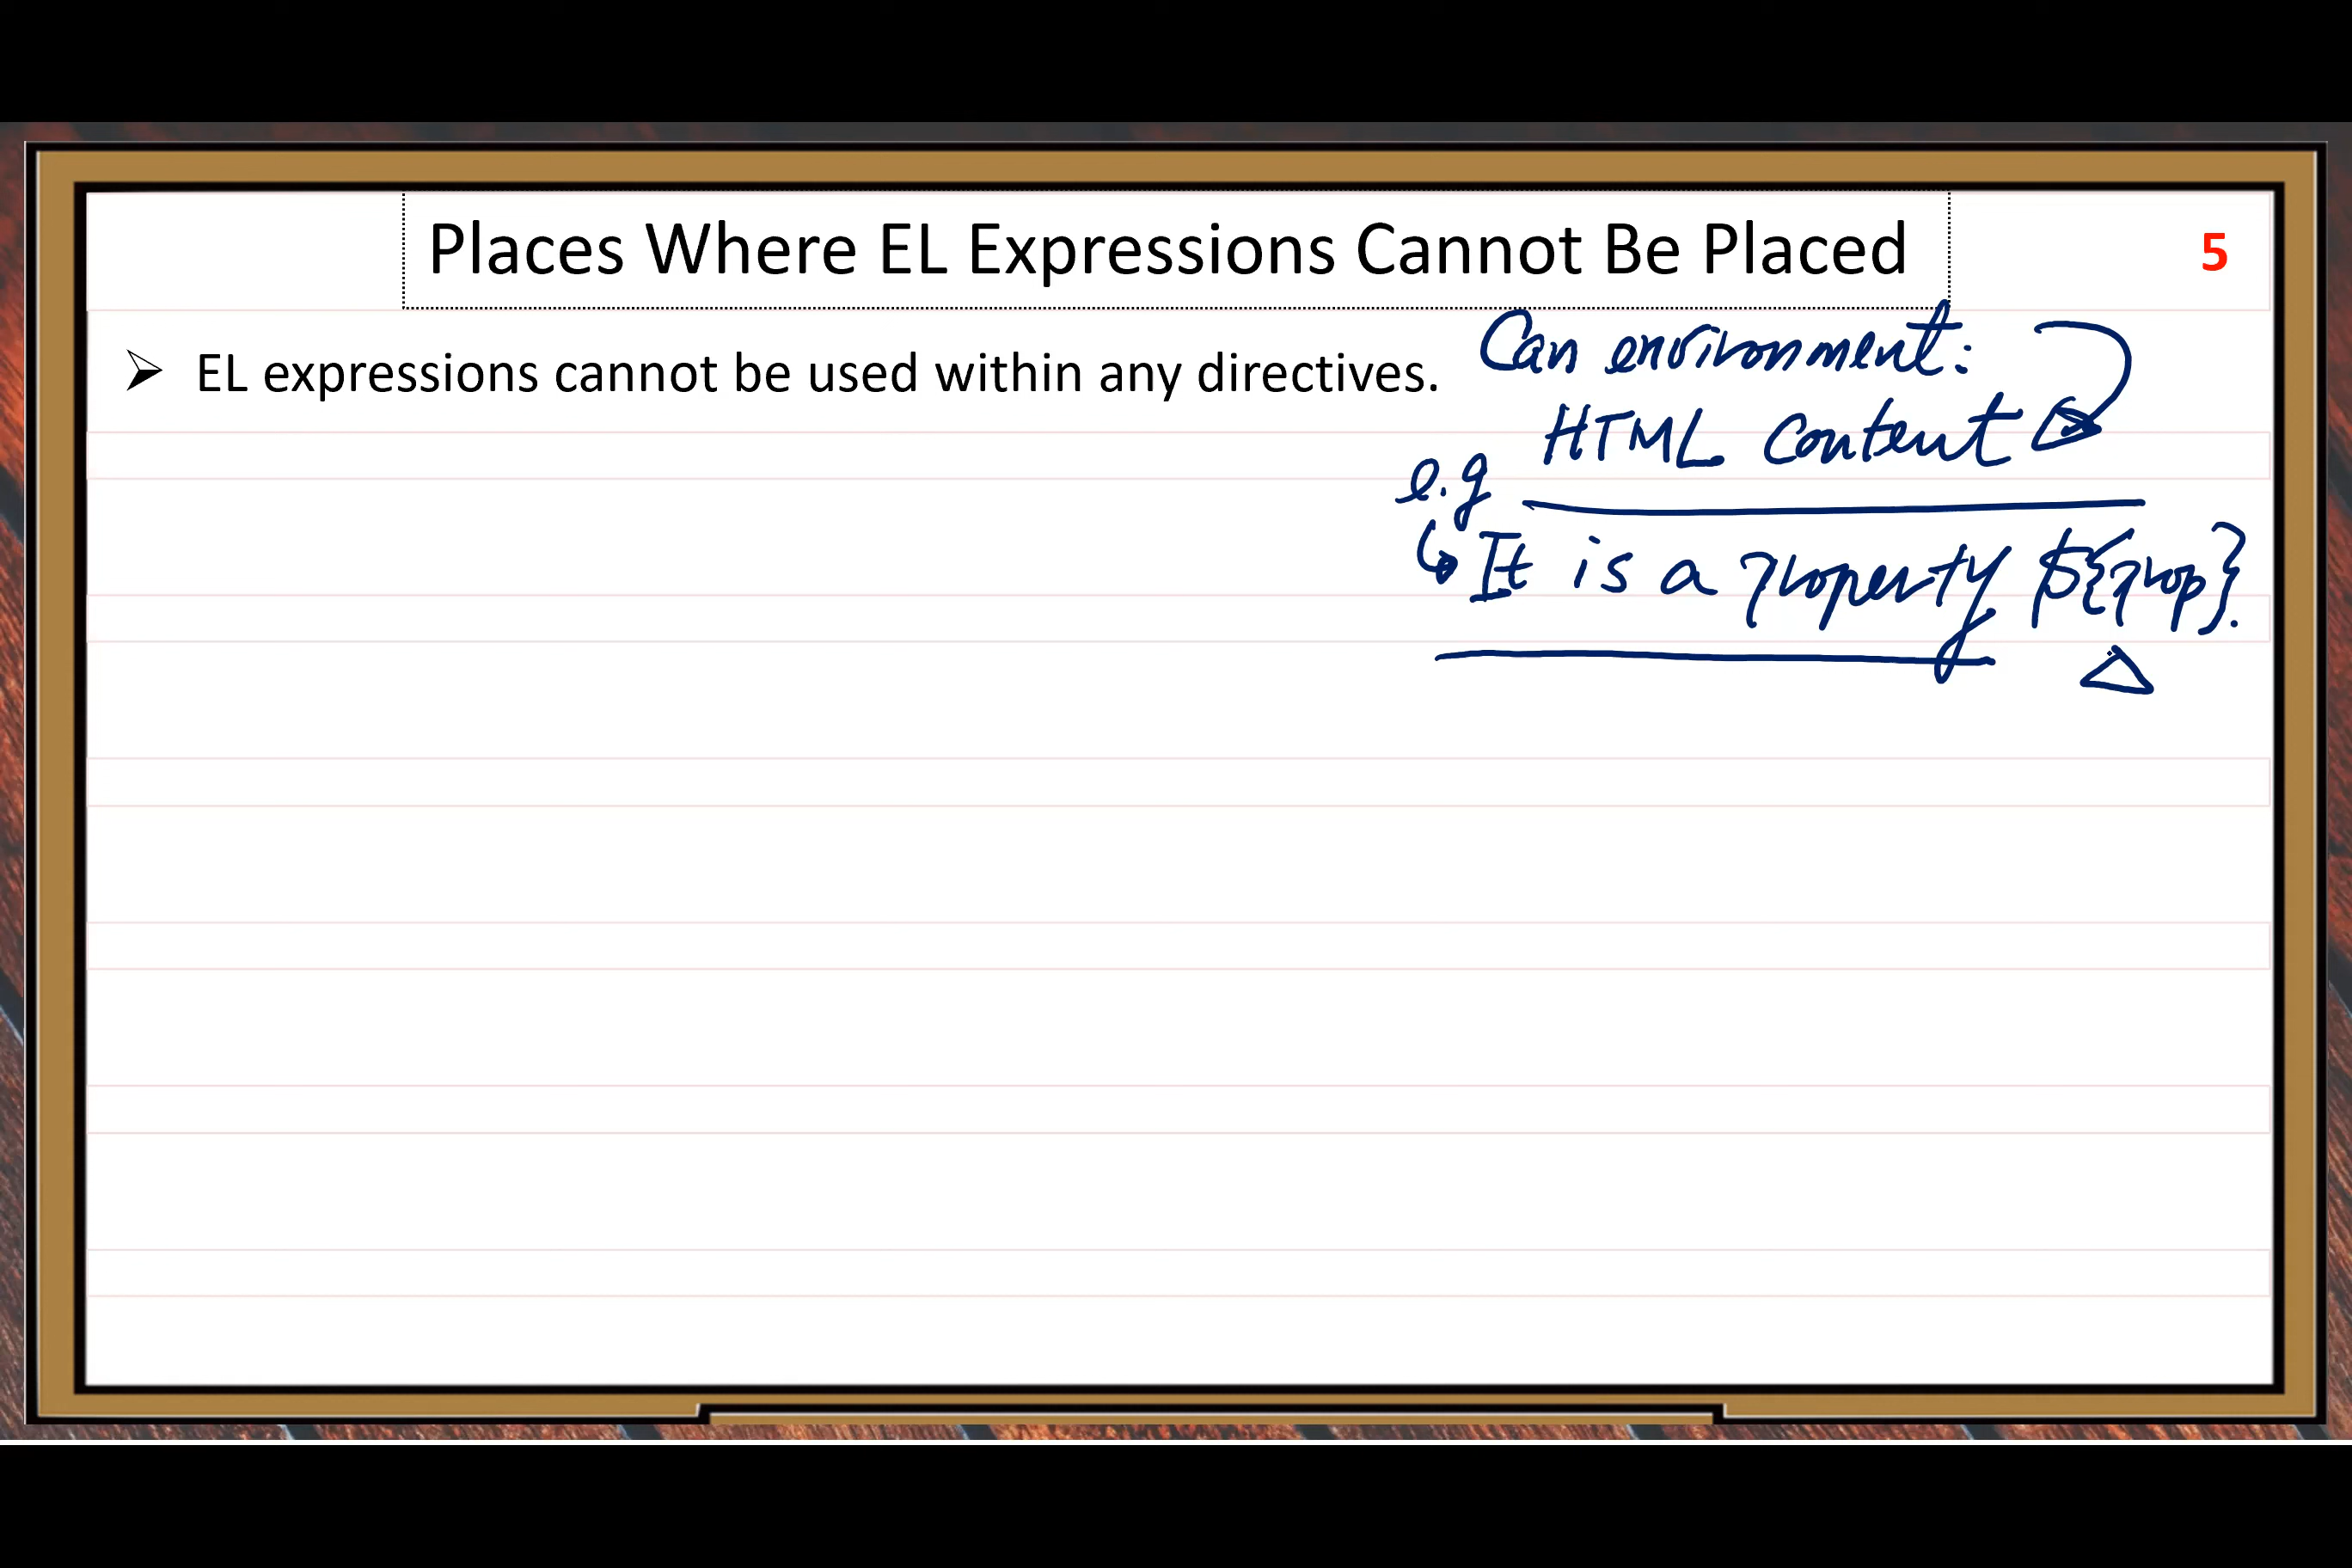 Places Where EL Expressions Cannot Be Placed
5
➢ EL expressions cannot be used within any directives.
Can environment:
HTML Content
e.g
It is a property ${prop}.